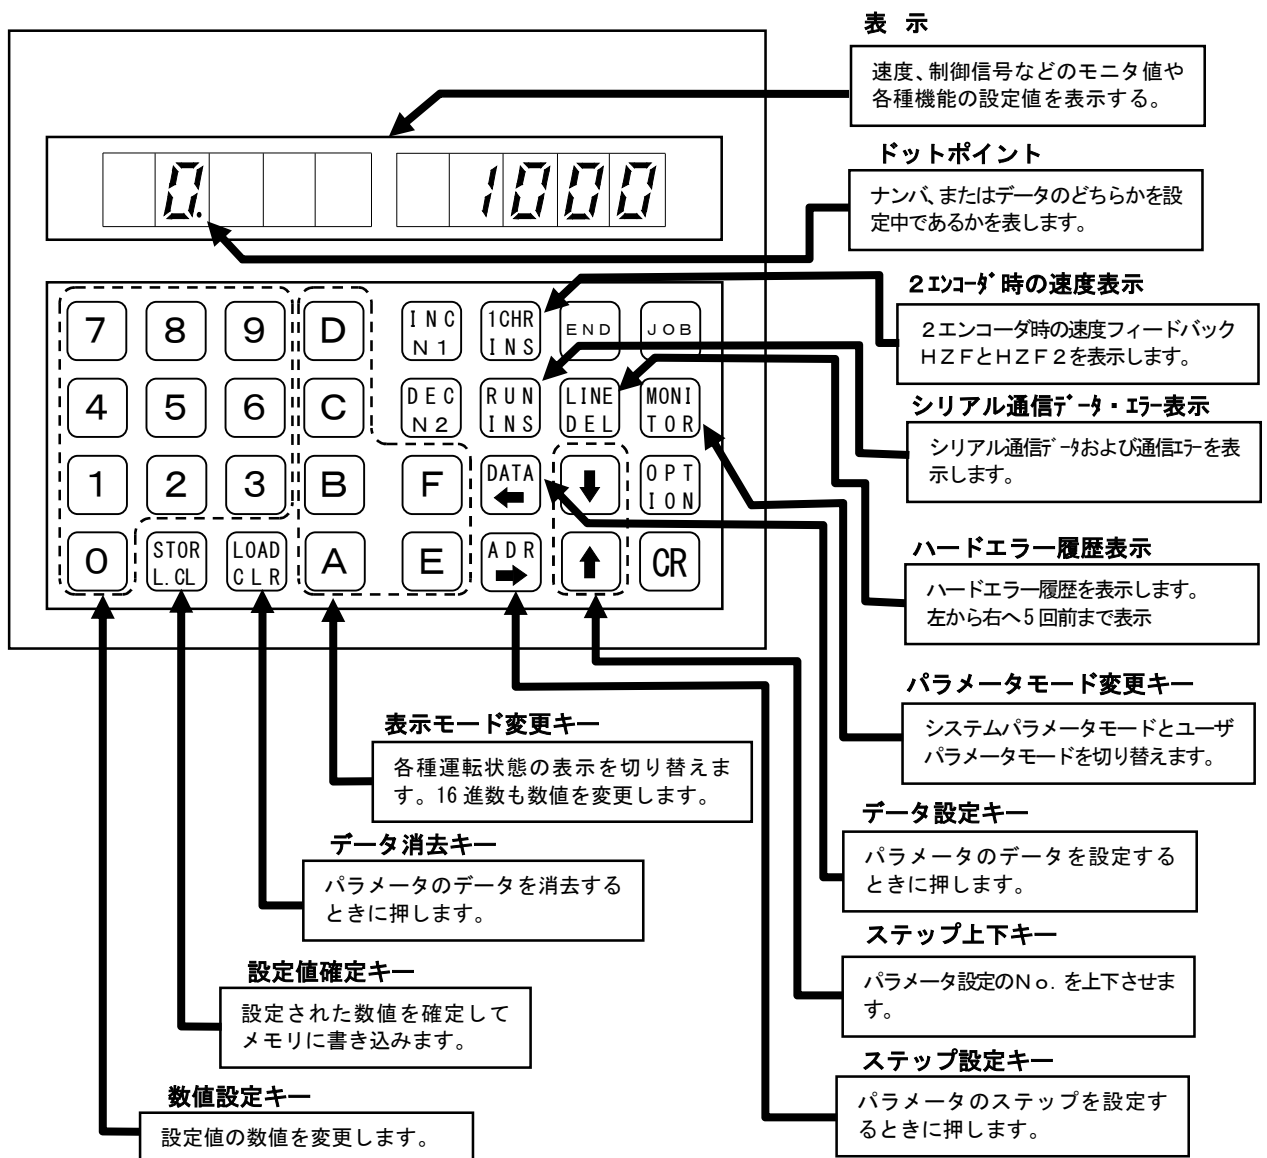 表 示
速度、制御信号などのモニタ値や
各種機能の設定値を表示する。
0.
1000
ドットポイント
ナンバ、またはデータのどちらかを設
定中であるかを表します。
2ｴﾝｺｰﾀﾞ時の速度表示
2エンコーダ時の速度フィードバック
HZFとHZF2を表示します。
シリアル通信ﾃﾞｰﾀ・ｴﾗｰ表示
シリアル通信ﾃﾞｰﾀおよび通信ｴﾗｰを表
示します。
ハードエラー履歴表示
ハードエラー履歴を表示します。
左から右へ5回前まで表示
パラメータモード変更キー
システムパラメータモードとユーザ
パラメータモードを切り替えます。
データ設定キー
パラメータのデータを設定する
ときに押します。
ステップ上下キー
パラメータ設定のNo.を上下させま
す。
ステップ設定キー
パラメータのステップを設定す
るときに押します。
7 8 9 D INC N1 1CHR INS END JOB
4 5 6 C DEC N2 RUN INS LINE DEL MONI TOR
1 2 3 B F DATA ← ↓ OPT ION
0 STOR L.CL LOAD CLR A E ADR → ↑ CR
表示モード変更キー
各種運転状態の表示を切り替えま
す。16進数も数値を変更します。
データ消去キー
パラメータのデータを消去する
ときに押します。
設定値確定キー
設定された数値を確定して
メモリに書き込みます。
数値設定キー
設定値の数値を変更します。